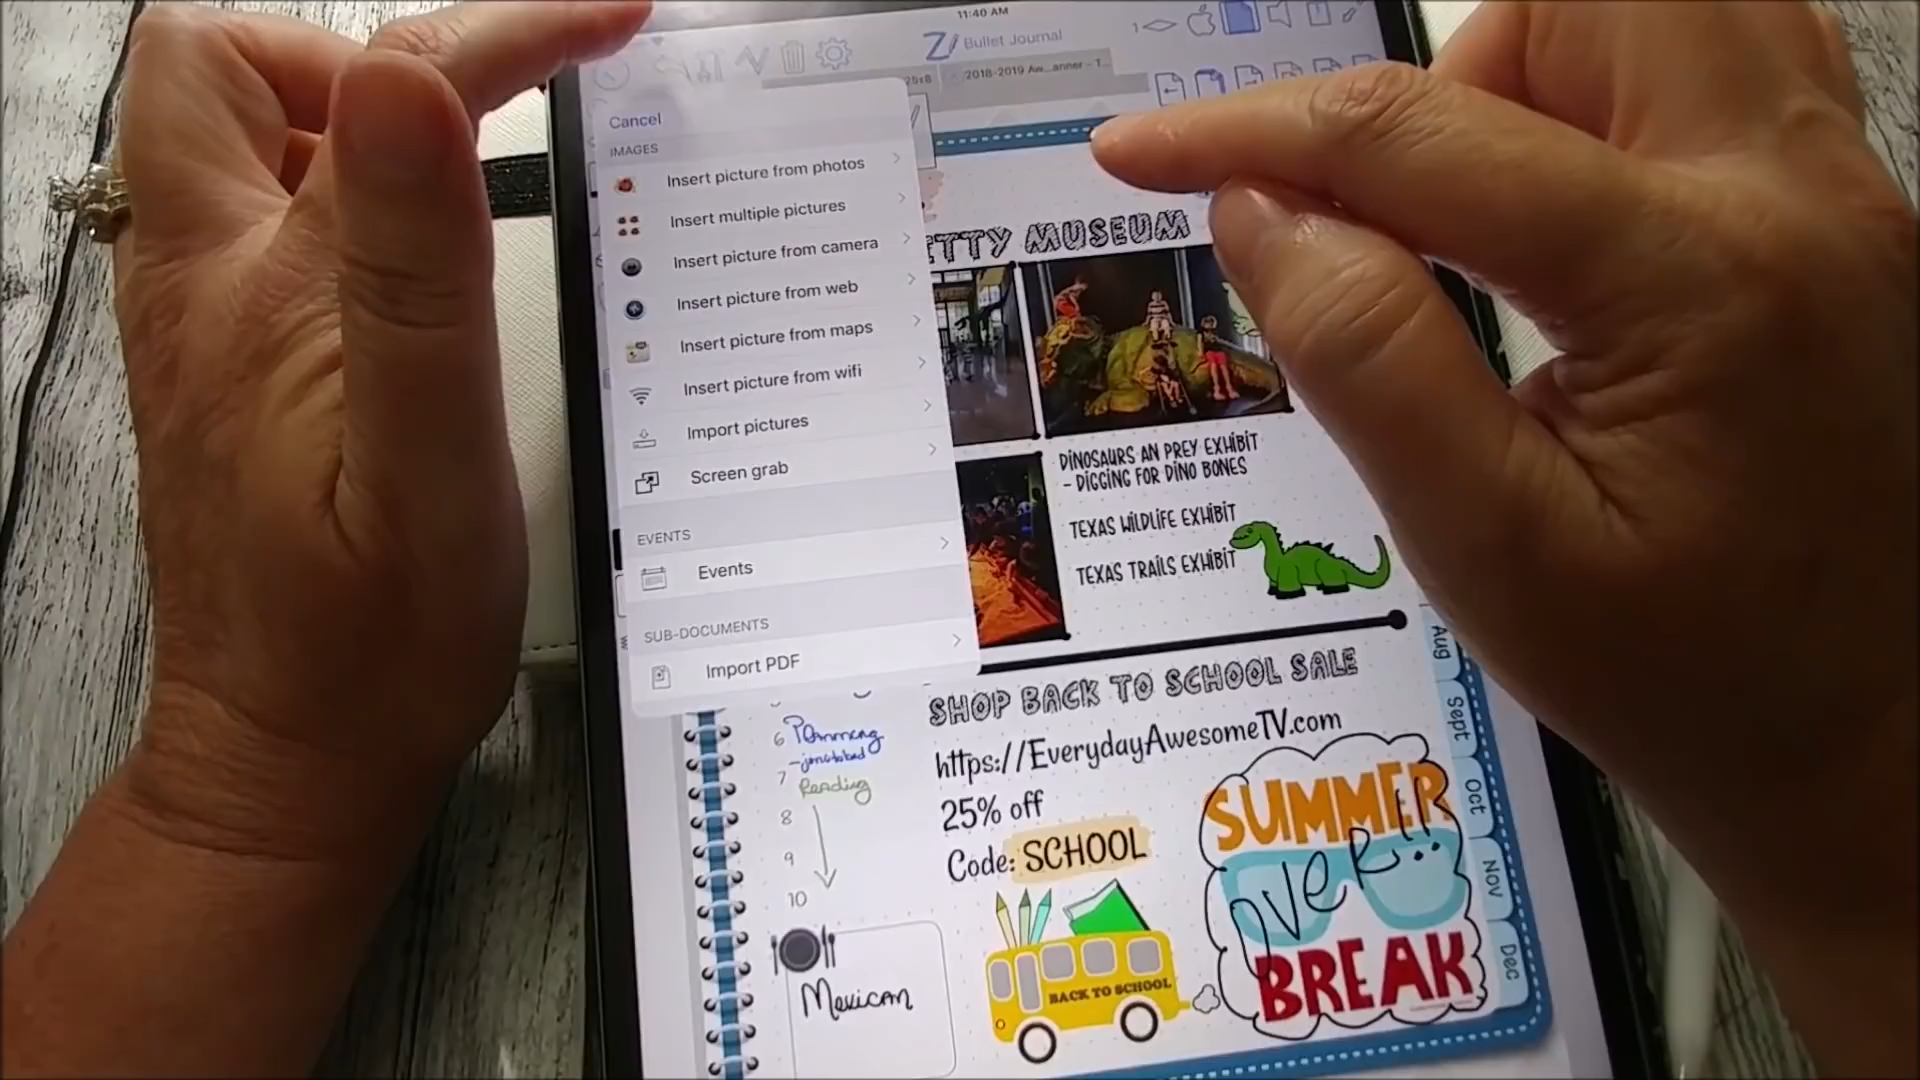 11:40 AM
Bullet Journal
1
25x8
2018-2019 Aw...anner - T...
Cancel
IMAGES
Insert picture from photos
Insert multiple pictures
Insert picture from camera
Insert picture from web
Insert picture from maps
Insert picture from wifi
Import pictures
Screen grab
EVENTS
Events
SUB-DOCUMENTS
Import PDF
ETTY MUSEUM
DINOSAURS AN PREY EXHIBIT
- DIGGING FOR DINO BONES
TEXAS WILDLIFE EXHIBIT
TEXAS TRAILS EXHIBIT
SHOP BACK TO SCHOOL SALE
https://EverydayAwesomeTV.com
25% off
Code: SCHOOL
BACK TO SCHOOL
SUMMER
OVER!!
BREAK
6 Planning
7 Reading
8
9
10
Mexican
Aug
Sept
Oct
Nov
Dec